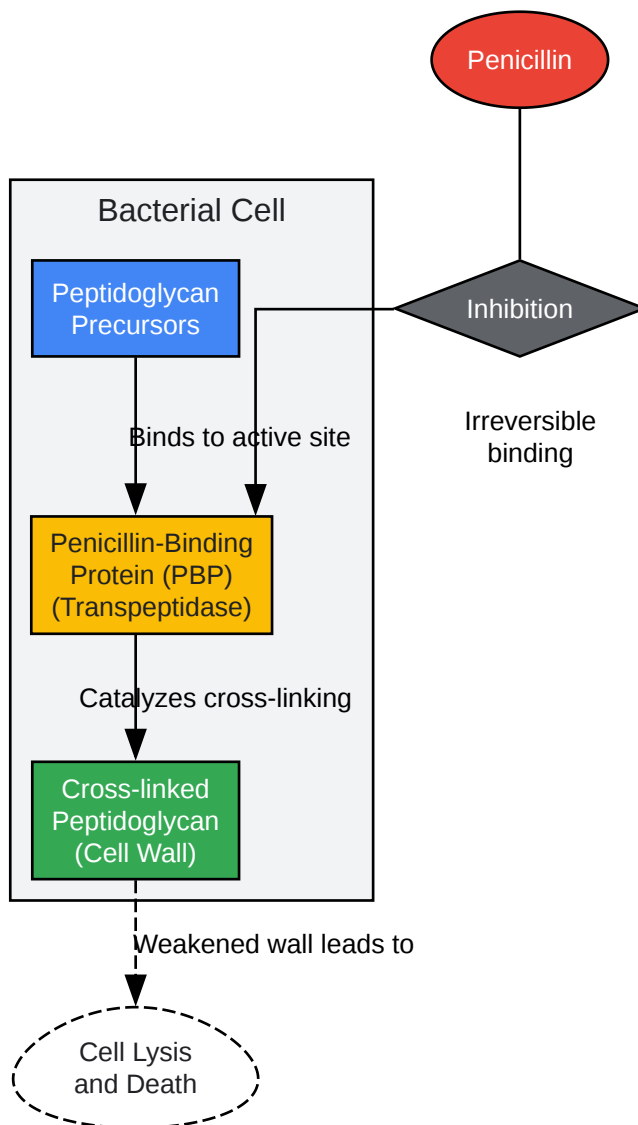 Penicillin
Bacterial Cell
Peptidoglycan
Precursors
Inhibition
Irreversible
binding
Binds to active site
Penicillin-Binding
Protein (PBP)
(Transpeptidase)
Catalyzes cross-linking
Cross-linked
Peptidoglycan
(Cell Wall)
Weakened wall leads to
Cell Lysis
and Death